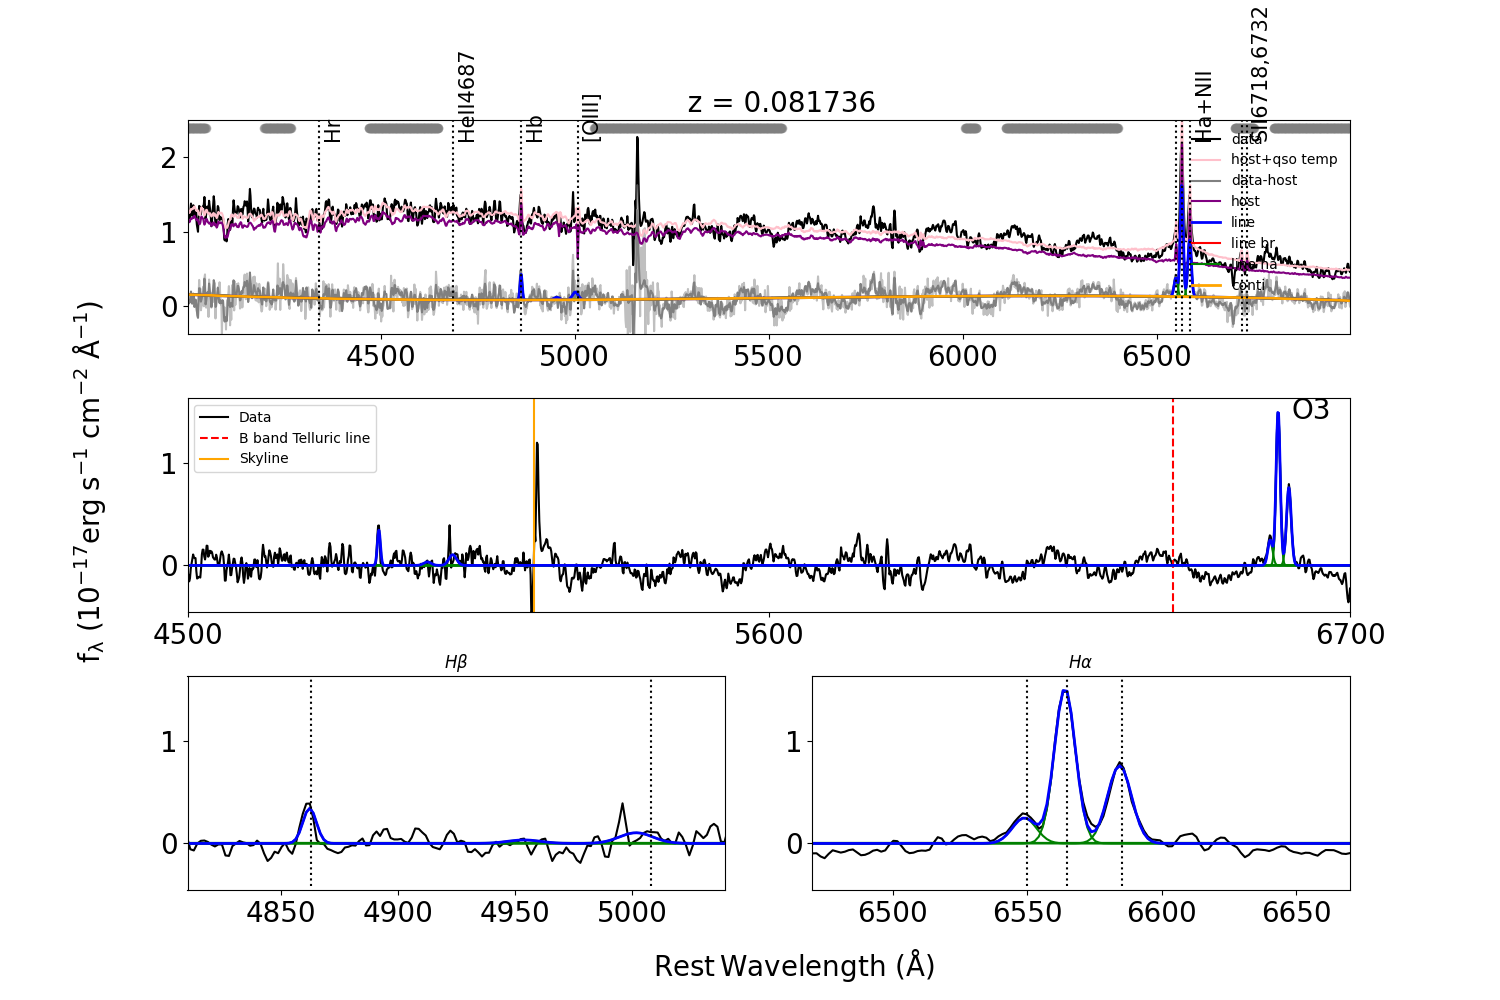 z = 0.081736
Hr
HeII4687
Hb
[OIII]
Ha+NII
SII6718,6732
data
host+qso temp
data-host
host
line
line br
line na
conti
2
1
0
4500
5000
5500
6000
6500
fλ (10⁻¹⁷erg s⁻¹ cm⁻² Å⁻¹)
Data
B band Telluric line
Skyline
O3
1
0
4500
5600
6700
Hβ
1
0
4850
4900
4950
5000
Hα
1
0
6500
6550
6600
6650
Rest Wavelength (Å)